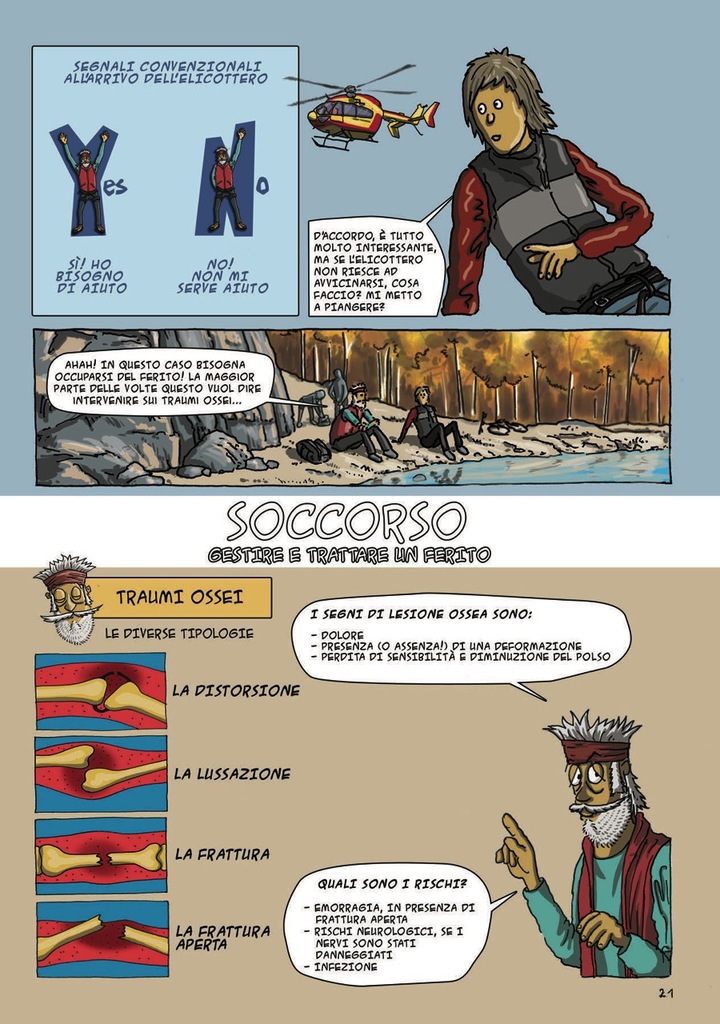 SEGNALI CONVENZIONALI
ALL'ARRIVO DELL'ELICOTTERO
Yes
No
SÌ! HO
BISOGNO
DI AIUTO
NO!
NON MI
SERVE AIUTO
D'ACCORDO, È TUTTO
MOLTO INTERESSANTE,
MA SE L'ELICOTTERO
NON RIESCE AD
AVVICINARSI, COSA
FACCIO? MI METTO
A PIANGERE?
AHAH! IN QUESTO CASO BISOGNA
OCCUPARSI DEL FERITO! LA MAGGIOR
PARTE DELLE VOLTE QUESTO VUOL DIRE
INTERVENIRE SUI TRAUMI OSSEI...
SOCCORSO
GESTIRE E TRATTARE UN FERITO
TRAUMI OSSEI
LE DIVERSE TIPOLOGIE
I SEGNI DI LESIONE OSSEA SONO:
- DOLORE
- PRESENZA (O ASSENZA!) DI UNA DEFORMAZIONE
- PERDITA DI SENSIBILITÀ E DIMINUZIONE DEL POLSO
LA DISTORSIONE
LA LUSSAZIONE
LA FRATTURA
LA FRATTURA
APERTA
QUALI SONO I RISCHI?
- EMORRAGIA, IN PRESENZA DI
FRATTURA APERTA
- RISCHI NEUROLOGICI, SE I
NERVI SONO STATI
DANNEGGIATI
- INFEZIONE
21